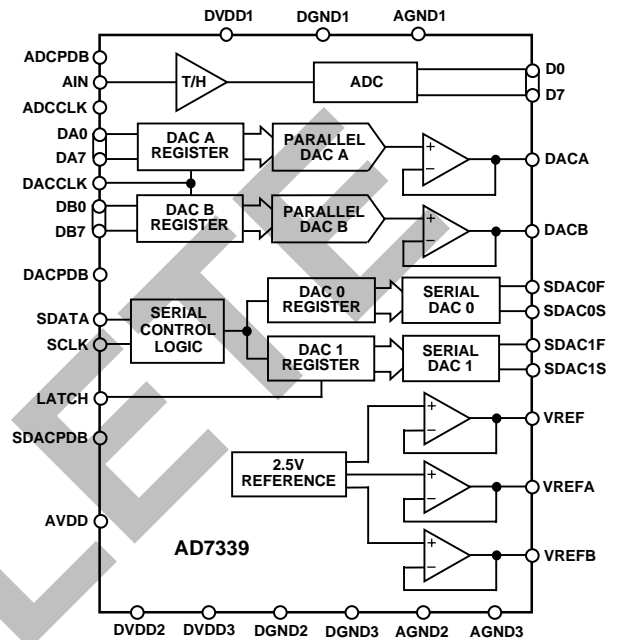 DVDD1 DGND1 AGND1
ADCPDB
AIN
ADCCLK
T/H
ADC
D0
D7
DA0
DA7
DAC A
REGISTER
PARALLEL
DAC A
+
−
DACA
DACCLK
DB0
DB7
DAC B
REGISTER
PARALLEL
DAC B
+
−
DACB
DACPDB
SDATA
SCLK
SERIAL
CONTROL
LOGIC
DAC 0
REGISTER
SERIAL
DAC 0
SDAC0F
SDAC0S
DAC 1
REGISTER
SERIAL
DAC 1
SDAC1F
SDAC1S
LATCH
SDACPDB
+
−
VREF
2.5V
REFERENCE
+
−
VREFA
AVDD
AD7339
+
−
VREFB
DVDD2 DVDD3 DGND2 DGND3 AGND2 AGND3
LETE